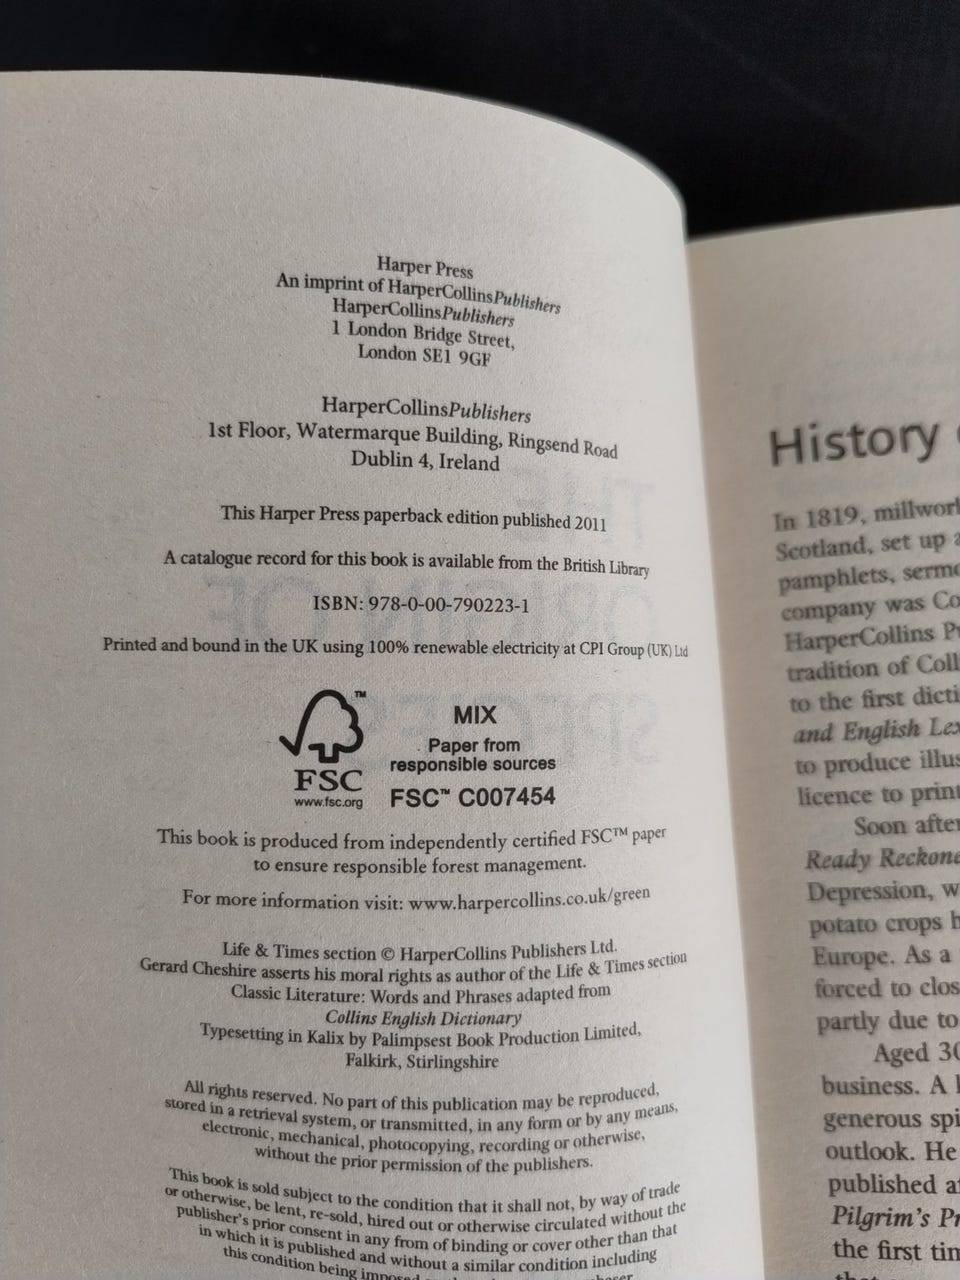 Harper Press
An imprint of HarperCollinsPublishers
HarperCollinsPublishers
1 London Bridge Street,
London SE1 9GF
HarperCollinsPublishers
1st Floor, Watermarque Building, Ringsend Road
Dublin 4, Ireland
This Harper Press paperback edition published 2011
A catalogue record for this book is available from the British Library
ISBN: 978-0-00-790223-1
Printed and bound in the UK using 100% renewable electricity at CPI Group (UK) Ltd
FSC
www.fsc.org
™
MIX
Paper from
responsible sources
FSC™ C007454
This book is produced from independently certified FSC™ paper
to ensure responsible forest management.
For more information visit: www.harpercollins.co.uk/green
Life & Times section © HarperCollins Publishers Ltd.
Gerard Cheshire asserts his moral rights as author of the Life & Times section
Classic Literature: Words and Phrases adapted from
Collins English Dictionary
Typesetting in Kalix by Palimpsest Book Production Limited,
Falkirk, Stirlingshire
All rights reserved. No part of this publication may be reproduced,
stored in a retrieval system, or transmitted, in any form or by any means,
electronic, mechanical, photocopying, recording or otherwise,
without the prior permission of the publishers.
This book is sold subject to the condition that it shall not, by way of trade
or otherwise, be lent, re-sold, hired out or otherwise circulated without the
publisher's prior consent in any from of binding or cover other than that
in which it is published and without a similar condition including
this condition being
History
In 1819,
Scotland, set up a
pamphlets,
company was
HarperCollins
tradition of
to the first
and English
to produce
licence to
Soon after
Ready
Depression,
potato crops
Europe. As a
forced to
partly due to
Aged 30
business. A
generous
outlook. He
published
Pilgrim's
the first